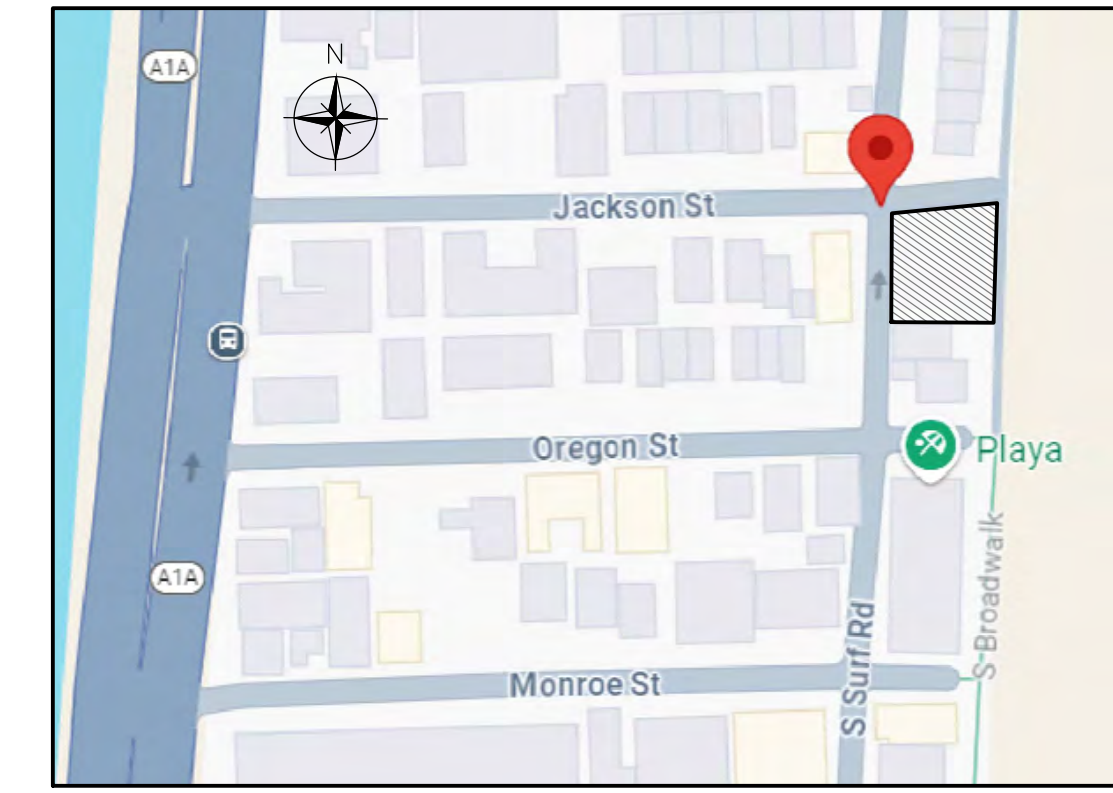 A1A
N
Jackson St
Oregon St
Playa
S Broadwalk
A1A
S Surf Rd
Monroe St